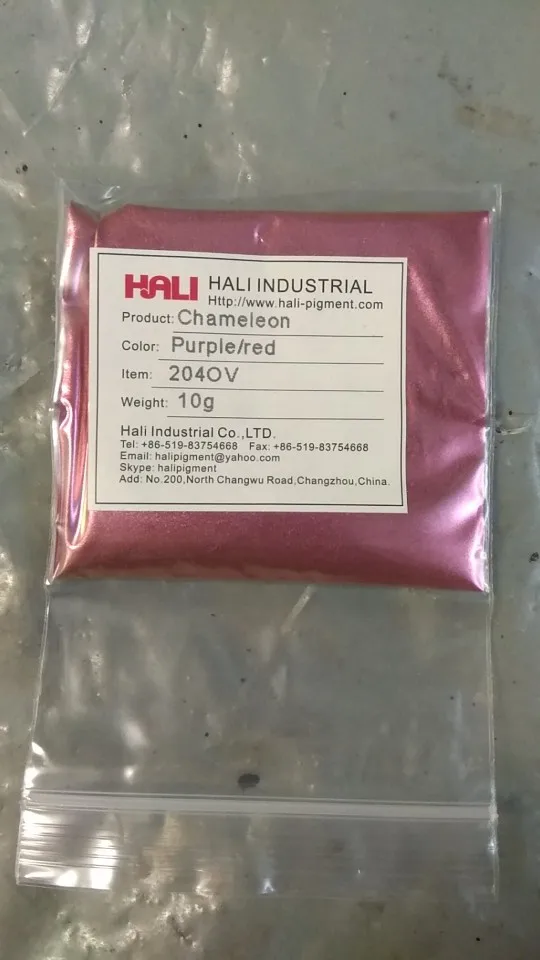 HALI HALI INDUSTRIAL
Http://www.hali-pigment.com
Product: Chameleon
Color: Purple/red
Item: 204OV
Weight: 10g
Hali Industrial Co.,LTD.
Tel: +86-519-83754668 Fax: +86-519-83754668
Email: halipigment@yahoo.com
Skype: halipigment
Add: No.200,North Changwu Road,Changzhou,China.